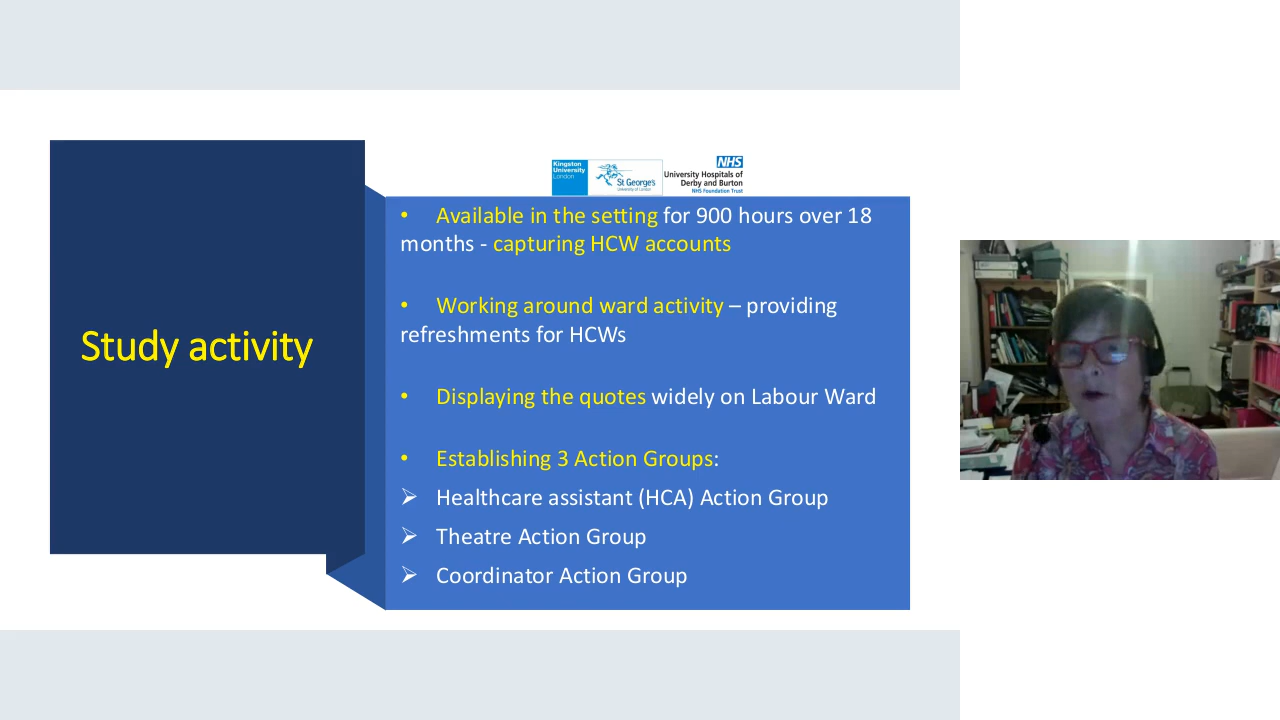 Kingston
University
London
St George's
University of London
NHS
University Hospitals of
Derby and Burton
NHS Foundation Trust
Study activity
• Available in the setting for 900 hours over 18
months - capturing HCW accounts
• Working around ward activity – providing
refreshments for HCWs
• Displaying the quotes widely on Labour Ward
• Establishing 3 Action Groups:
➢ Healthcare assistant (HCA) Action Group
➢ Theatre Action Group
➢ Coordinator Action Group